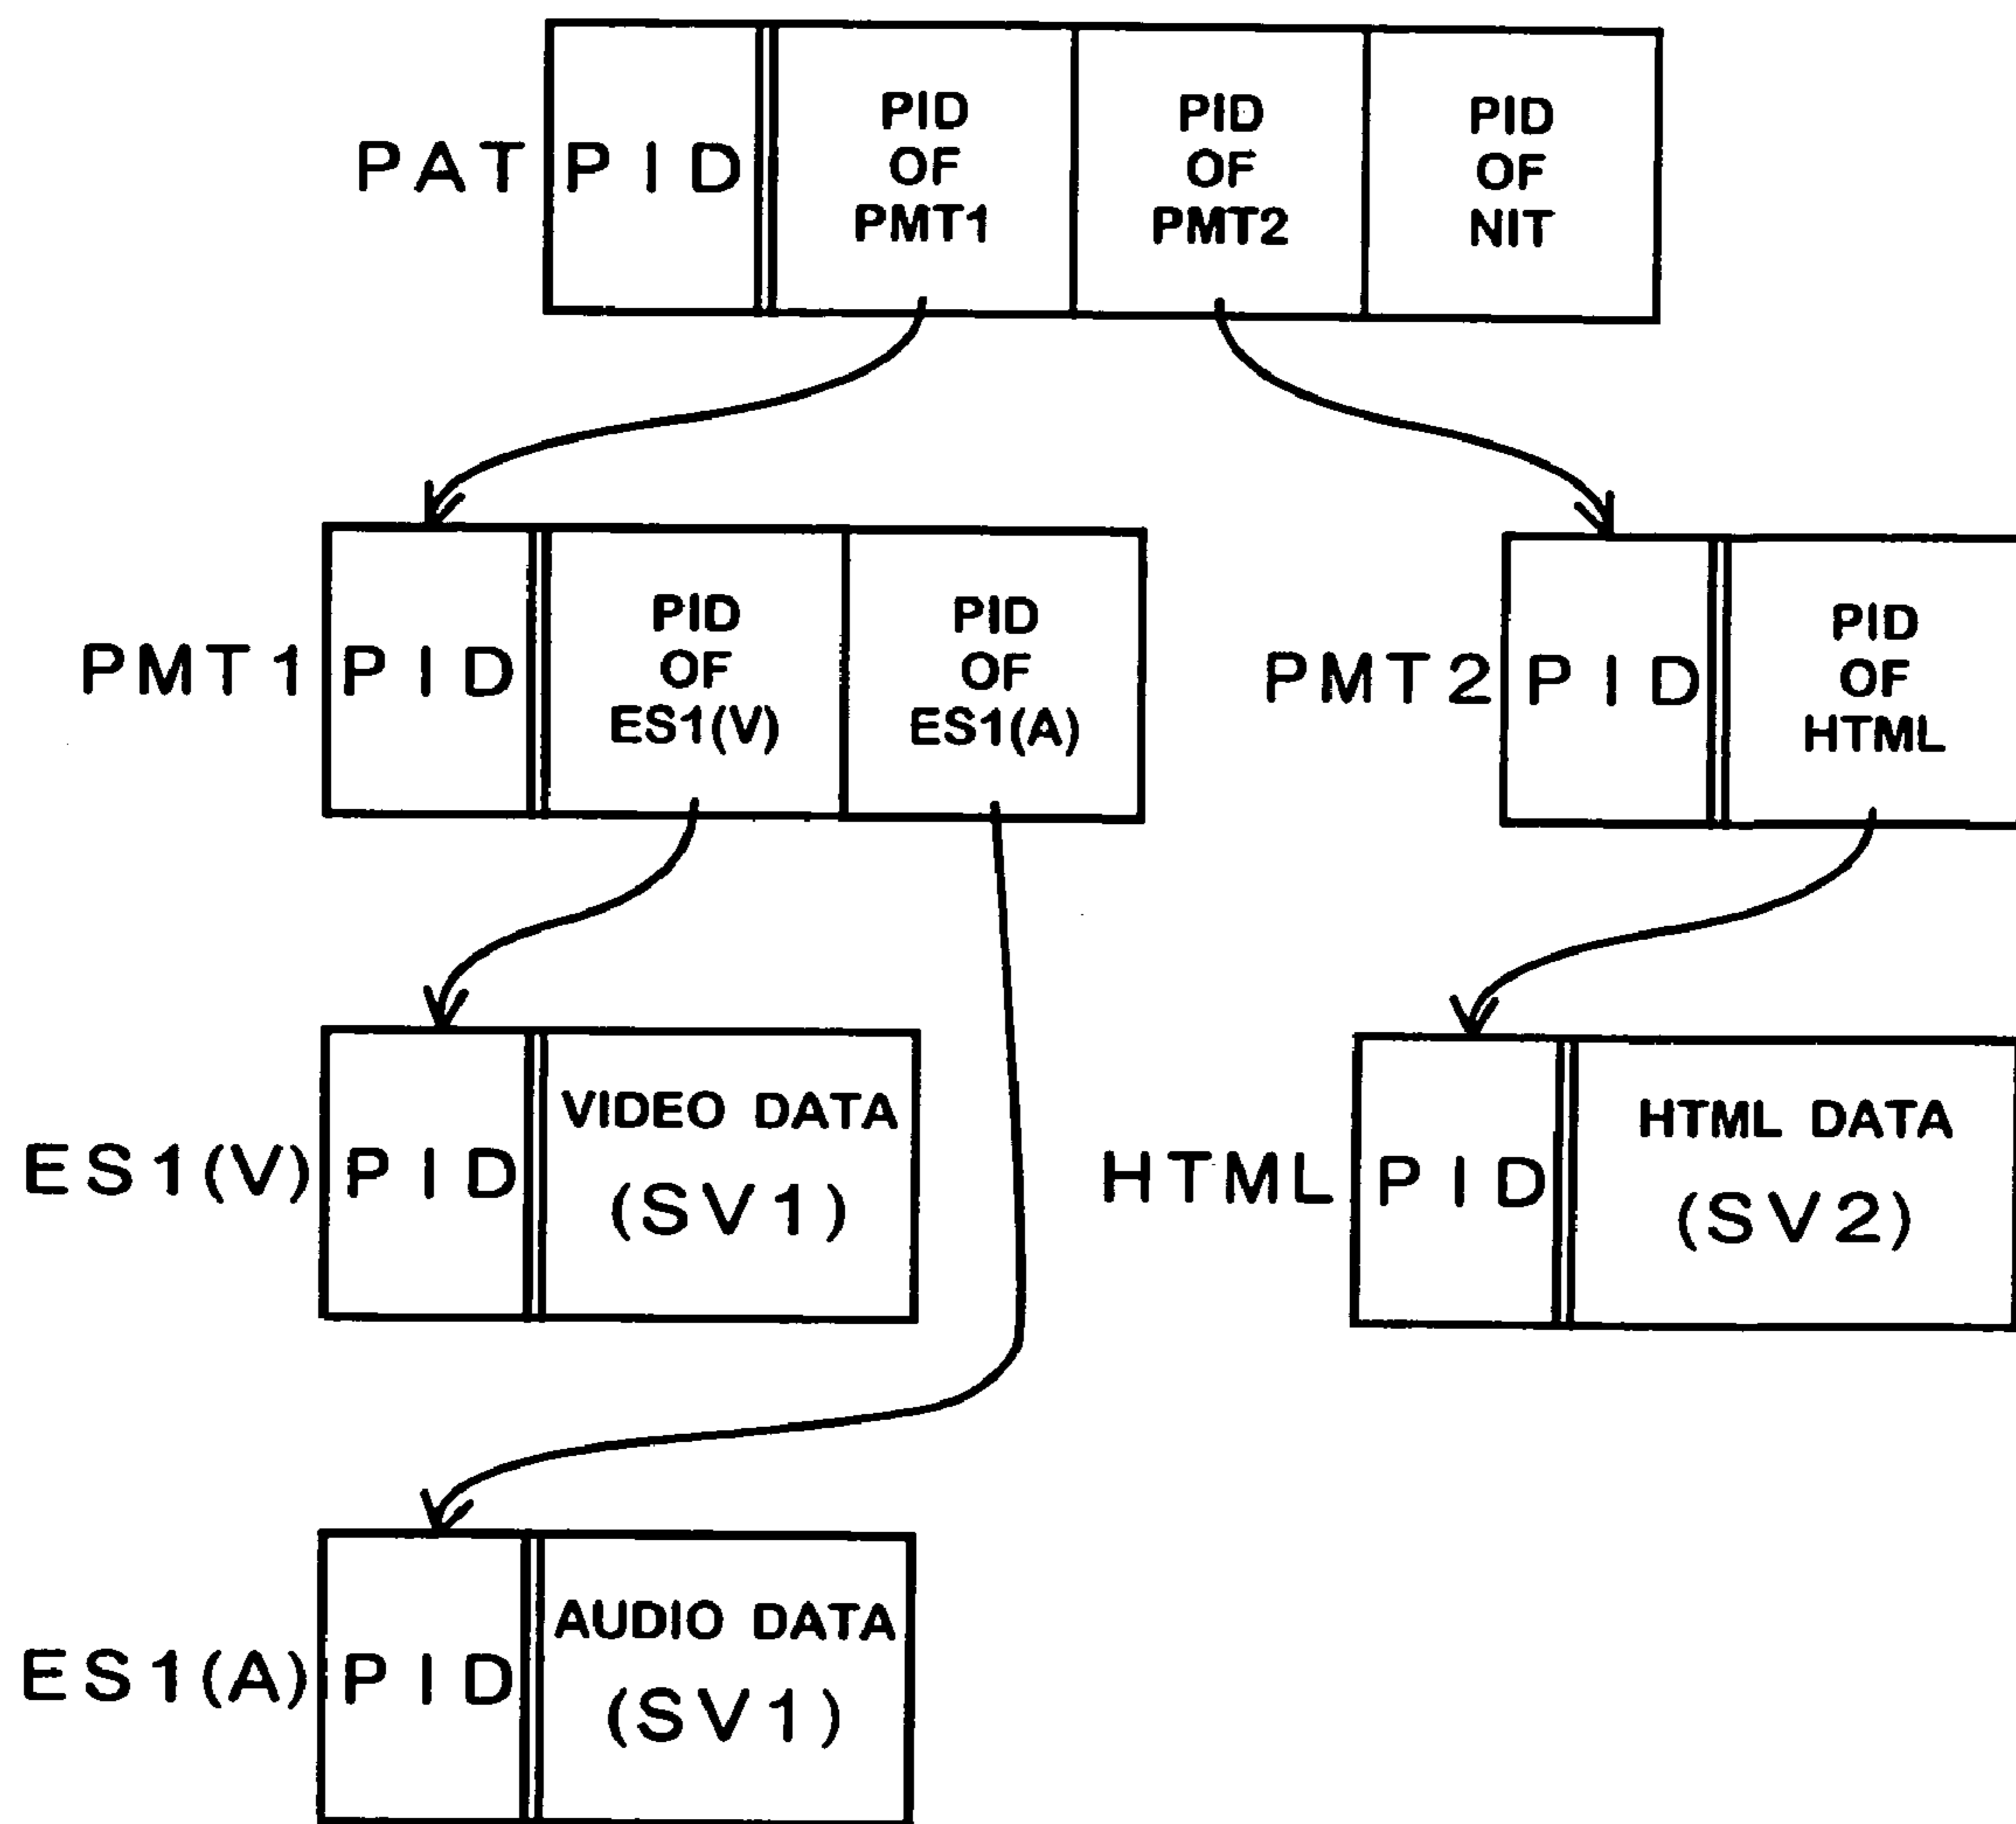 PAT PID
PID
OF
PMT1
PID
OF
PMT2
PID
OF
NIT
PMT1 PID
PID
OF
ES1(V)
PID
OF
ES1(A)
PMT2 PID
PID
OF
HTML
ES1(V) PID
VIDEO DATA
(SV1)
HTML PID
HTML DATA
(SV2)
ES1(A) PID
AUDIO DATA
(SV1)